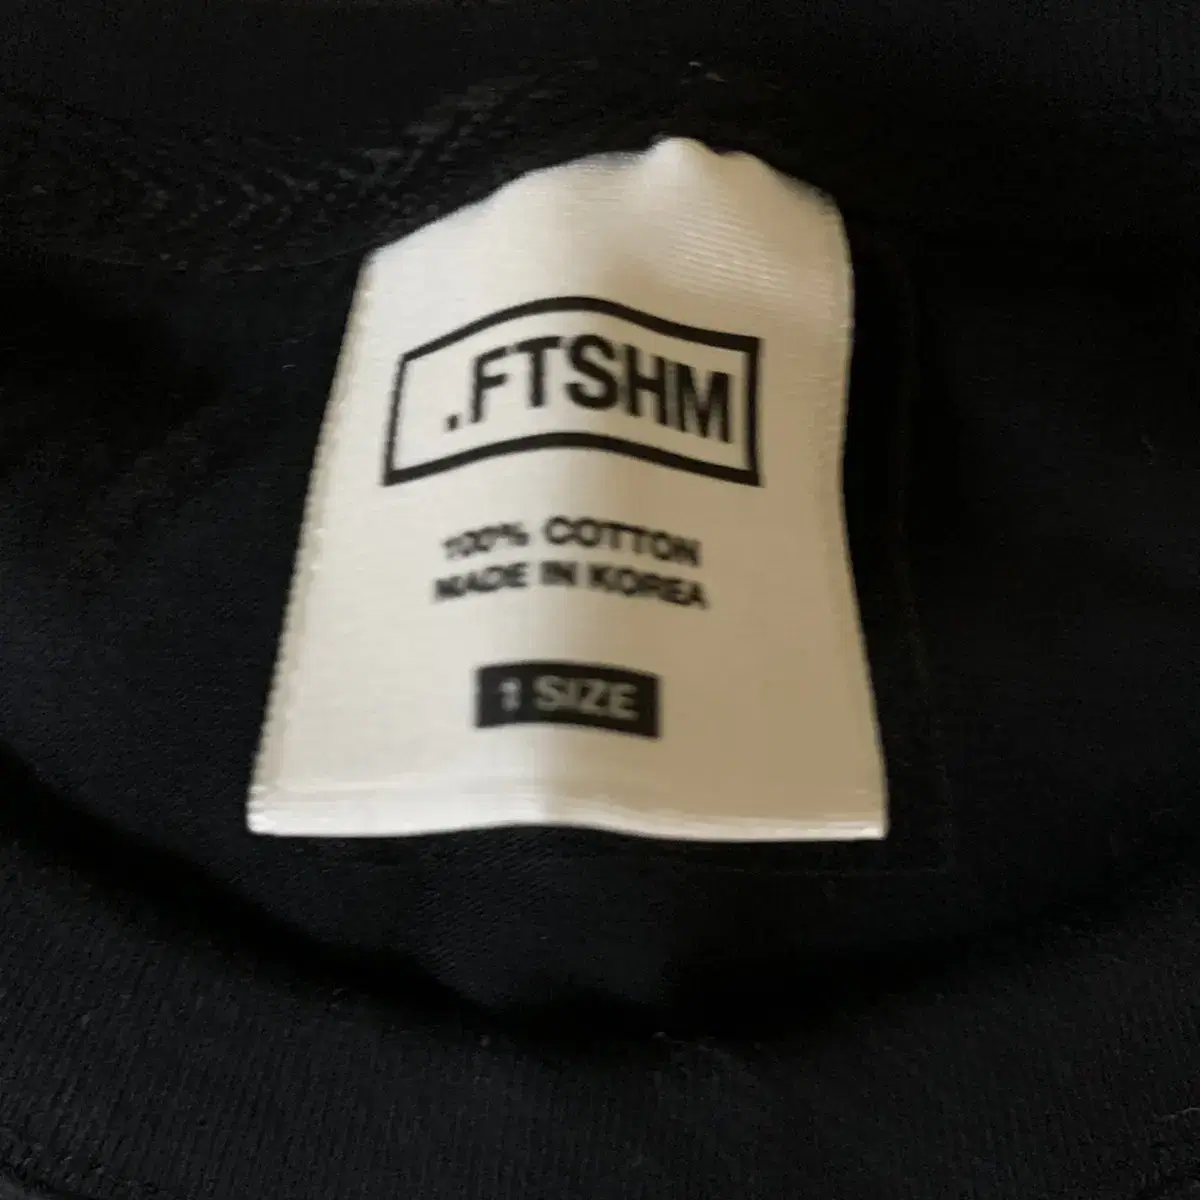 .FTSHM
100% COTTON
MADE IN KOREA
1 SIZE